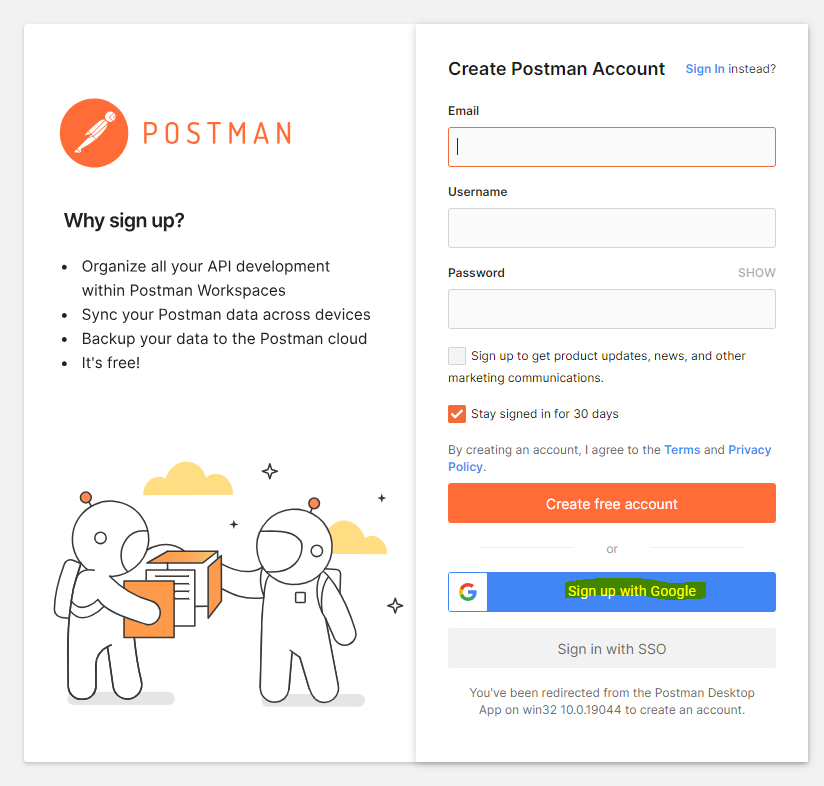 POSTMAN
Why sign up?
• Organize all your API development
within Postman Workspaces
• Sync your Postman data across devices
• Backup your data to the Postman cloud
• It's free!
Create Postman Account
Sign In instead?
Email
Username
Password
SHOW
Sign up to get product updates, news, and other
marketing communications.
Stay signed in for 30 days
By creating an account, I agree to the Terms and Privacy
Policy.
Create free account
or
Sign up with Google
Sign in with SSO
You've been redirected from the Postman Desktop
App on win32 10.0.19044 to create an account.